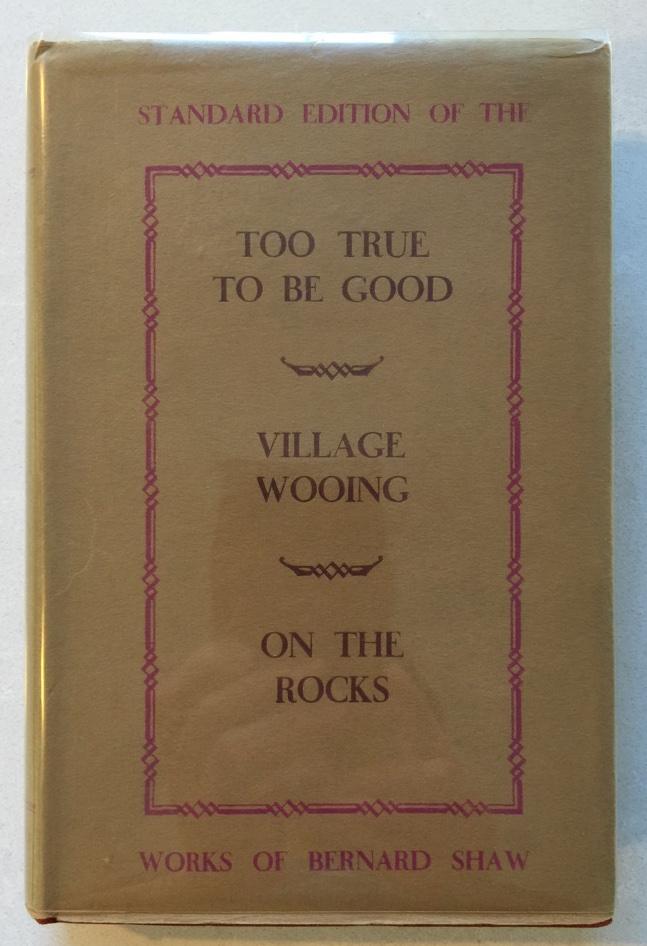 STANDARD EDITION OF THE
TOO TRUE
TO BE GOOD
VILLAGE
WOOING
ON THE
ROCKS
WORKS OF BERNARD SHAW